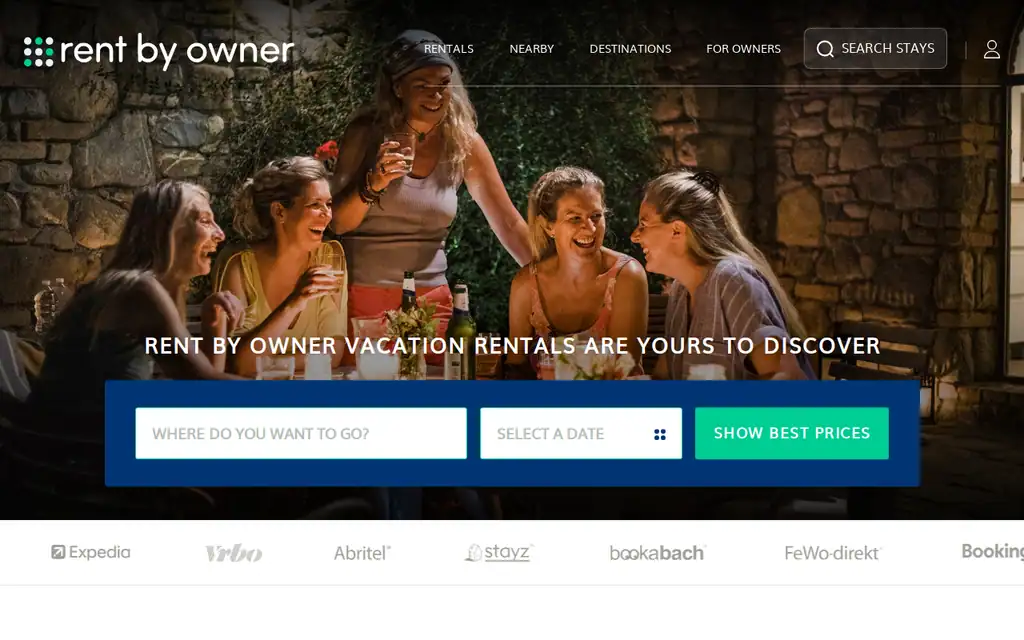 rent by owner
RENTALS NEARBY DESTINATIONS FOR OWNERS SEARCH STAYS
RENT BY OWNER VACATION RENTALS ARE YOURS TO DISCOVER
WHERE DO YOU WANT TO GO? SELECT A DATE SHOW BEST PRICES
Expedia Vrbo Abritel stayz bookabach FeWo-direkt Booking